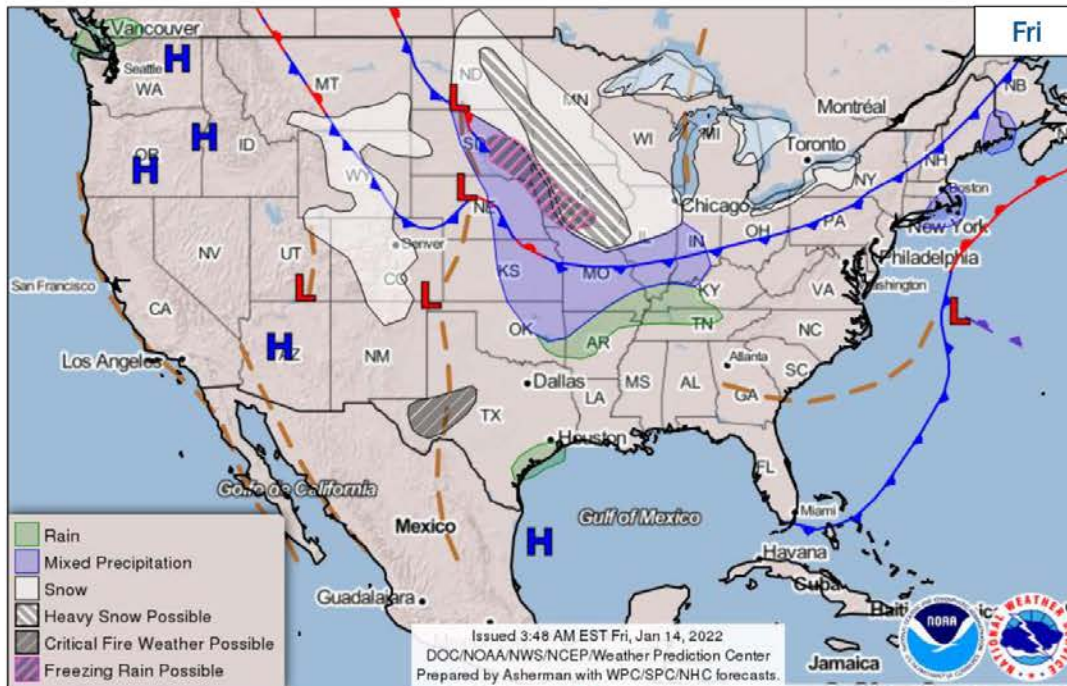 Fri
Vancouver
Seattle
H
WA
MT
ND
MN
NB
Montréal
L
H
OR
H
ID
SD
WI
MI
Toronto
NH
WY
NY
Boston
L
NE
Chicago
New York
PA
Denver
IL
IN
OH
Philadelphia
NV
UT
CO
KS
MO
San Francisco
L
L
KY
VA
Washington
L
CA
H
AZ
NM
OK
AR
TN
NC
Los Angeles
Atlanta
SC
Dallas
MS
AL
GA
TX
LA
Houston
FL
Golfo de California
Mexico
H
Gulf of Mexico
Miami
Havana
Cuba
Guadalajara
Jamaica
Rain
Mixed Precipitation
Snow
Heavy Snow Possible
Critical Fire Weather Possible
Freezing Rain Possible
Issued 3:48 AM EST Fri, Jan 14, 2022
DOC/NOAA/NWS/NCEP/Weather Prediction Center
Prepared by Asherman with WPC/SPC/NHC forecasts.
NOAA
NATIONAL WEATHER SERVICE